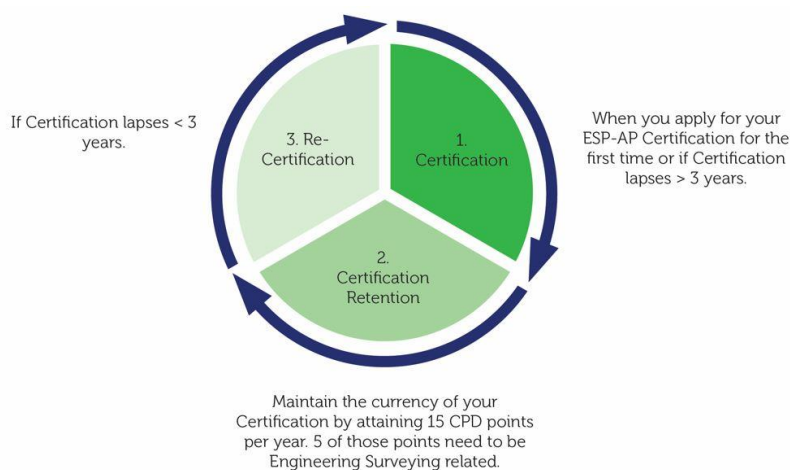 If Certification lapses < 3
years.
3. Re-
Certification
1.
Certification
When you apply for your
ESP-AP Certification for the
first time or if Certification
lapses > 3 years.
2.
Certification
Retention
Maintain the currency of your
Certification by attaining 15 CPD points
per year. 5 of those points need to be
Engineering Surveying related.